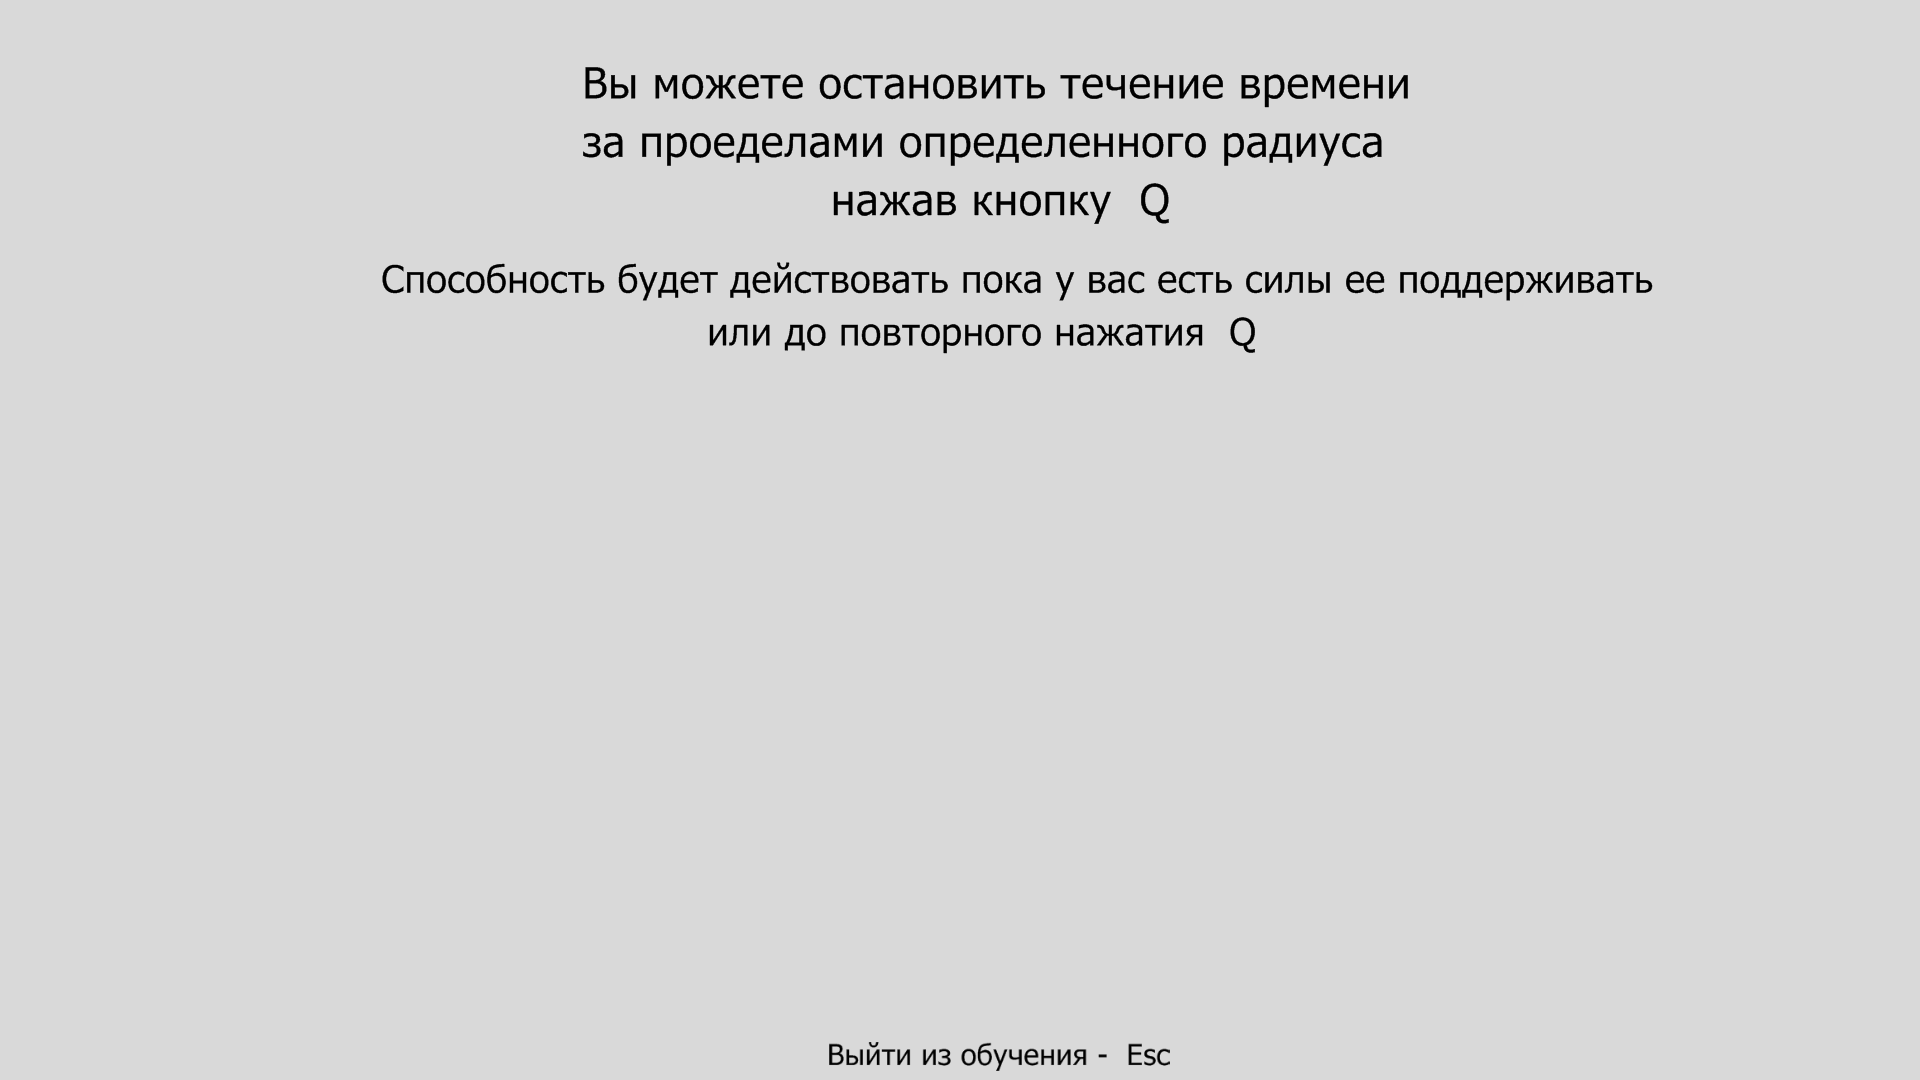 Вы можете остановить течение времени
за проеделами определенного радиуса
нажав кнопку Q
Способность будет действовать пока у вас есть силы ее поддерживать
или до повторного нажатия Q
Выйти из обучения - Esc